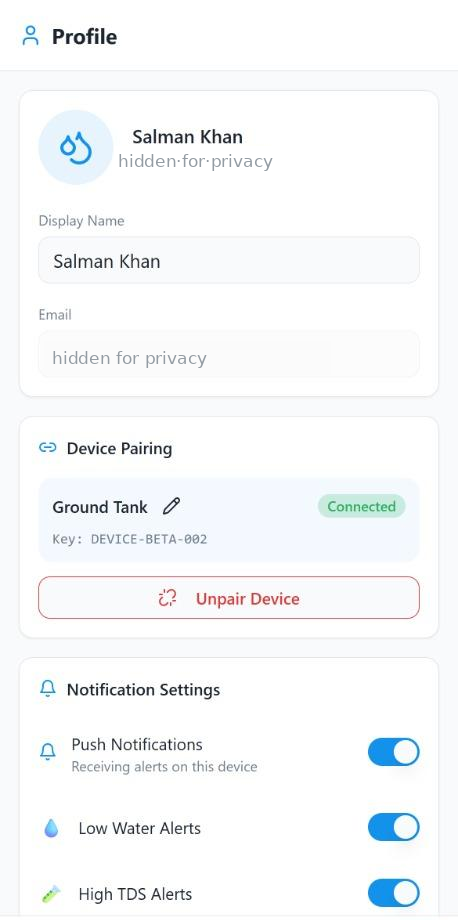 Profile
Salman Khan
hidden·for·privacy
Display Name
Salman Khan
Email
hidden for privacy
Device Pairing
Ground Tank
Connected
Key: DEVICE-BETA-002
Unpair Device
Notification Settings
Push Notifications
Receiving alerts on this device
Low Water Alerts
High TDS Alerts